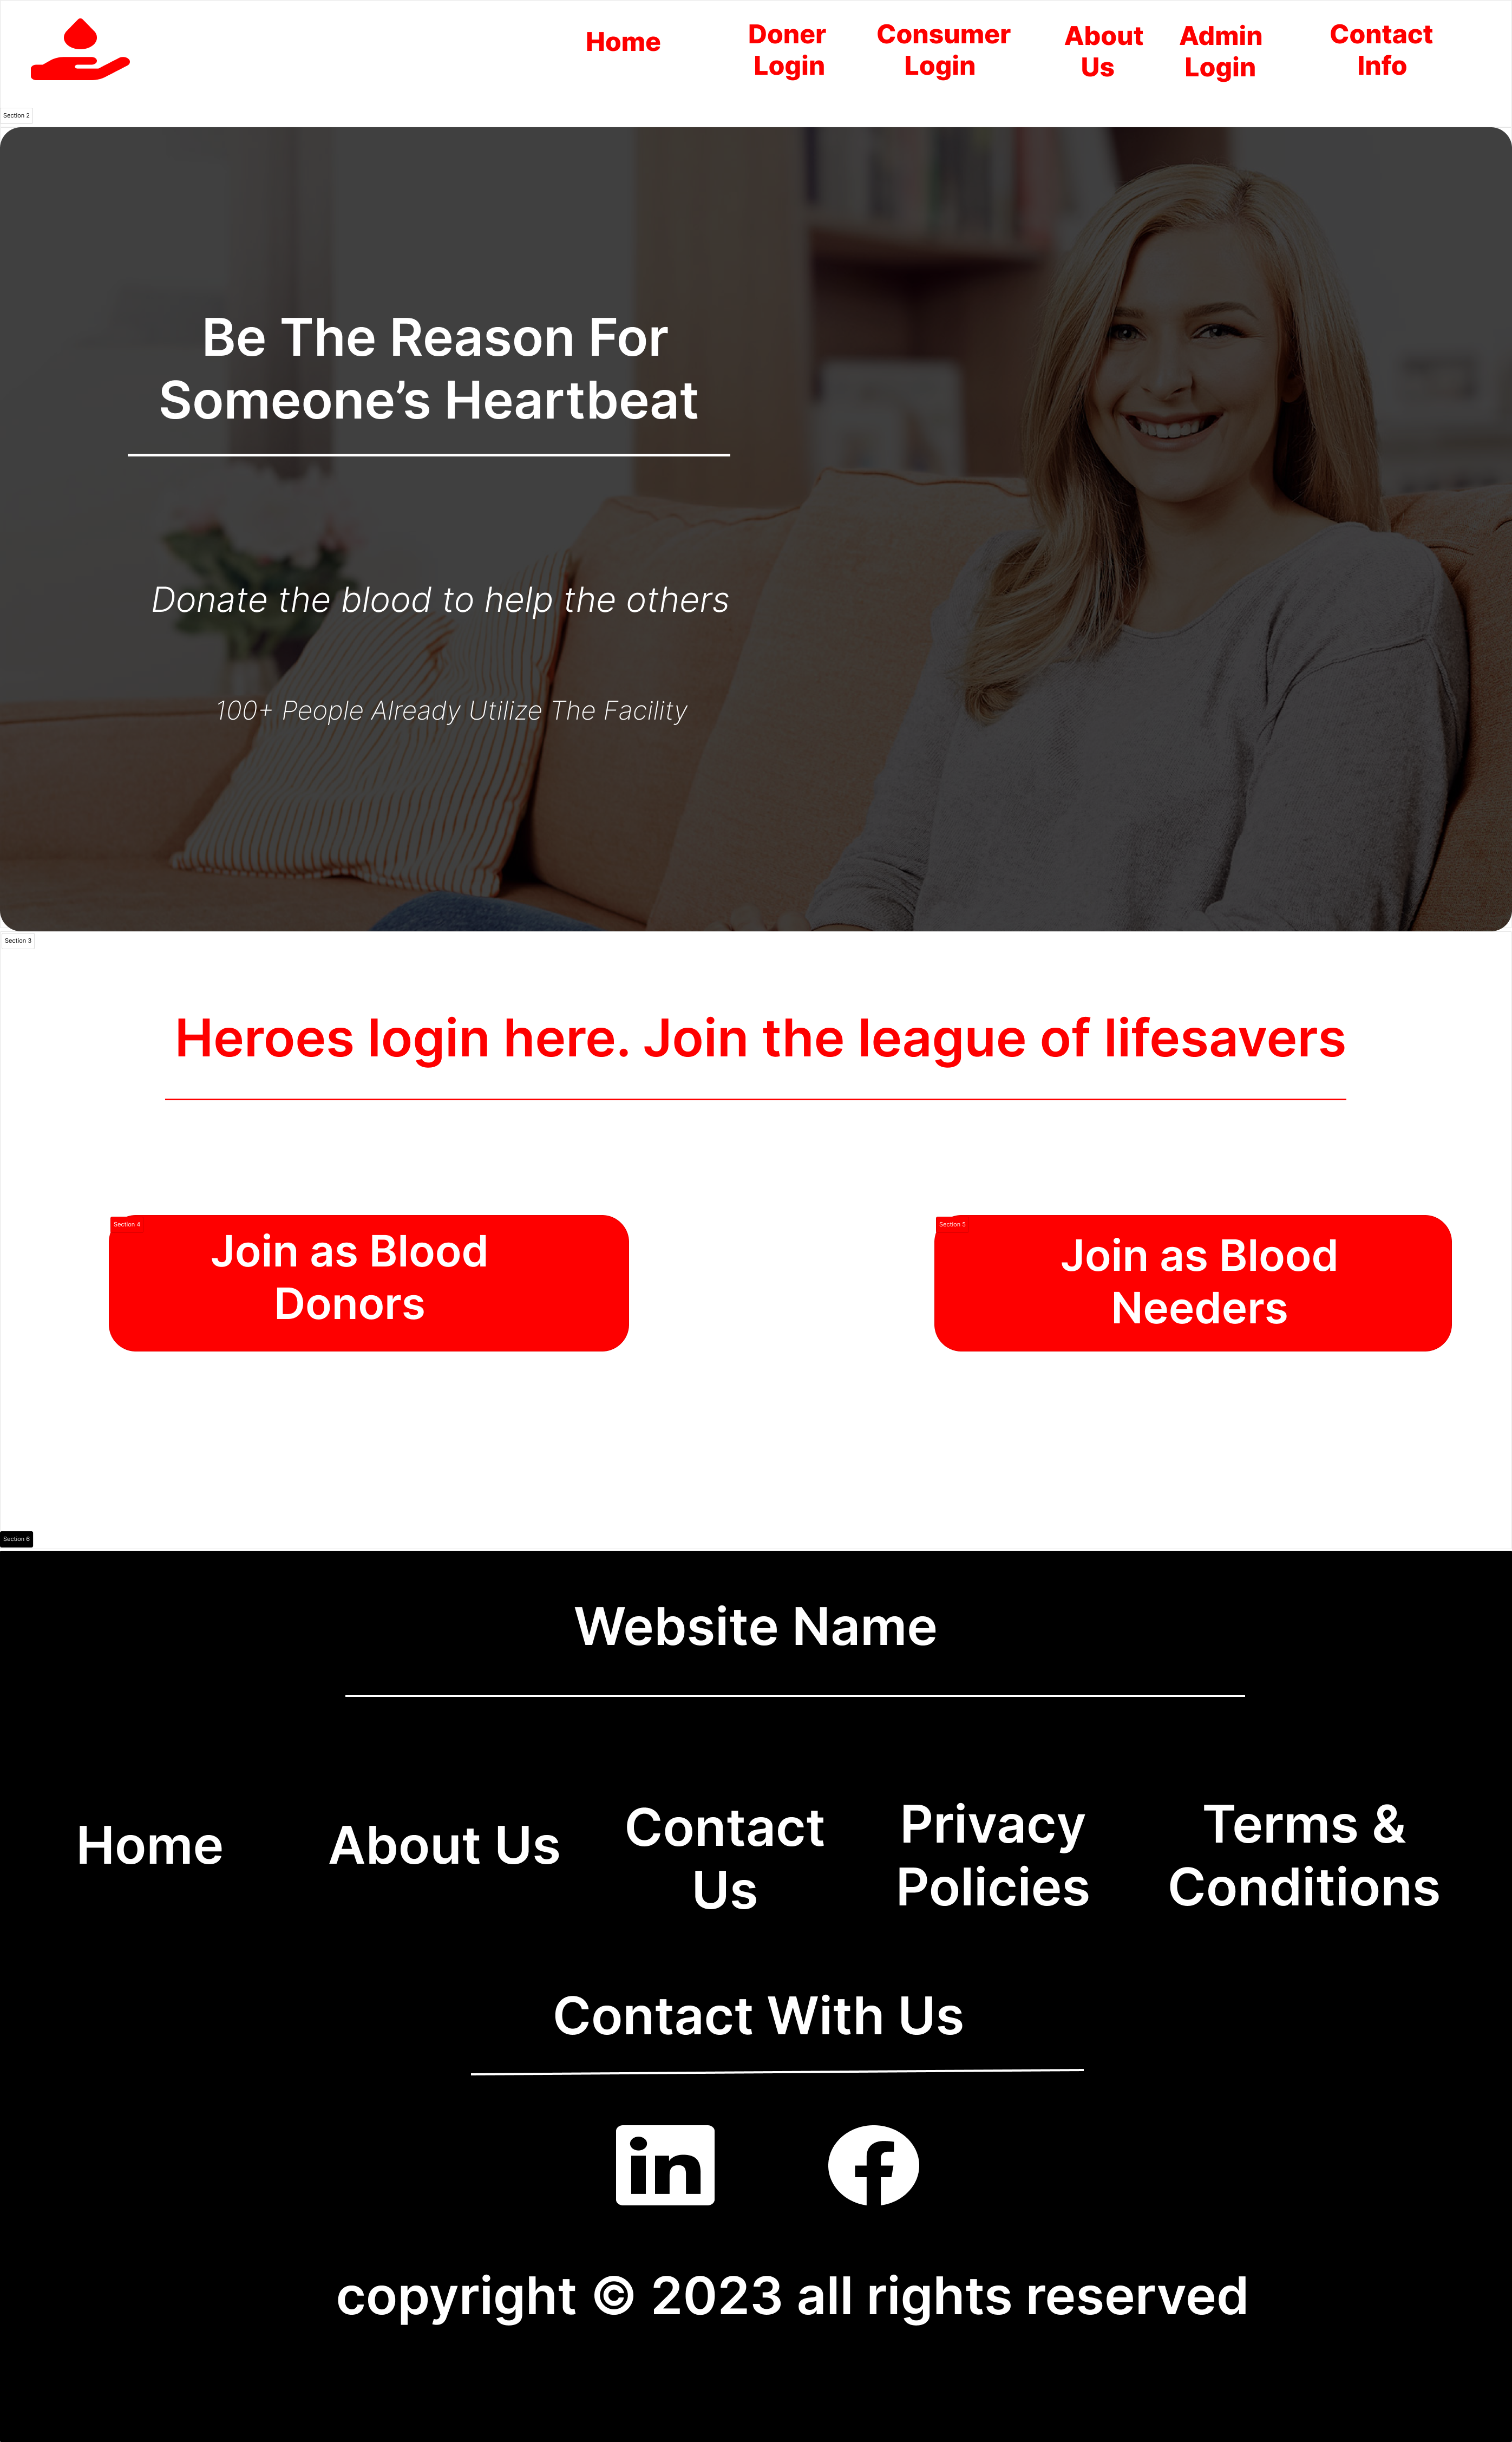 Home
Doner
Login
Consumer
Login
About
Us
Admin
Login
Contact
Info
Section 2
Be The Reason For
Someone’s Heartbeat
Donate the blood to help the others
100+ People Already Utilize The Facility
Section 3
Heroes login here. Join the league of lifesavers
Section 4
Join as Blood
Donors
Section 5
Join as Blood
Needers
Section 6
Website Name
Home
About Us
Contact
Us
Privacy
Policies
Terms &
Conditions
Contact With Us
in
f
copyright © 2023 all rights reserved